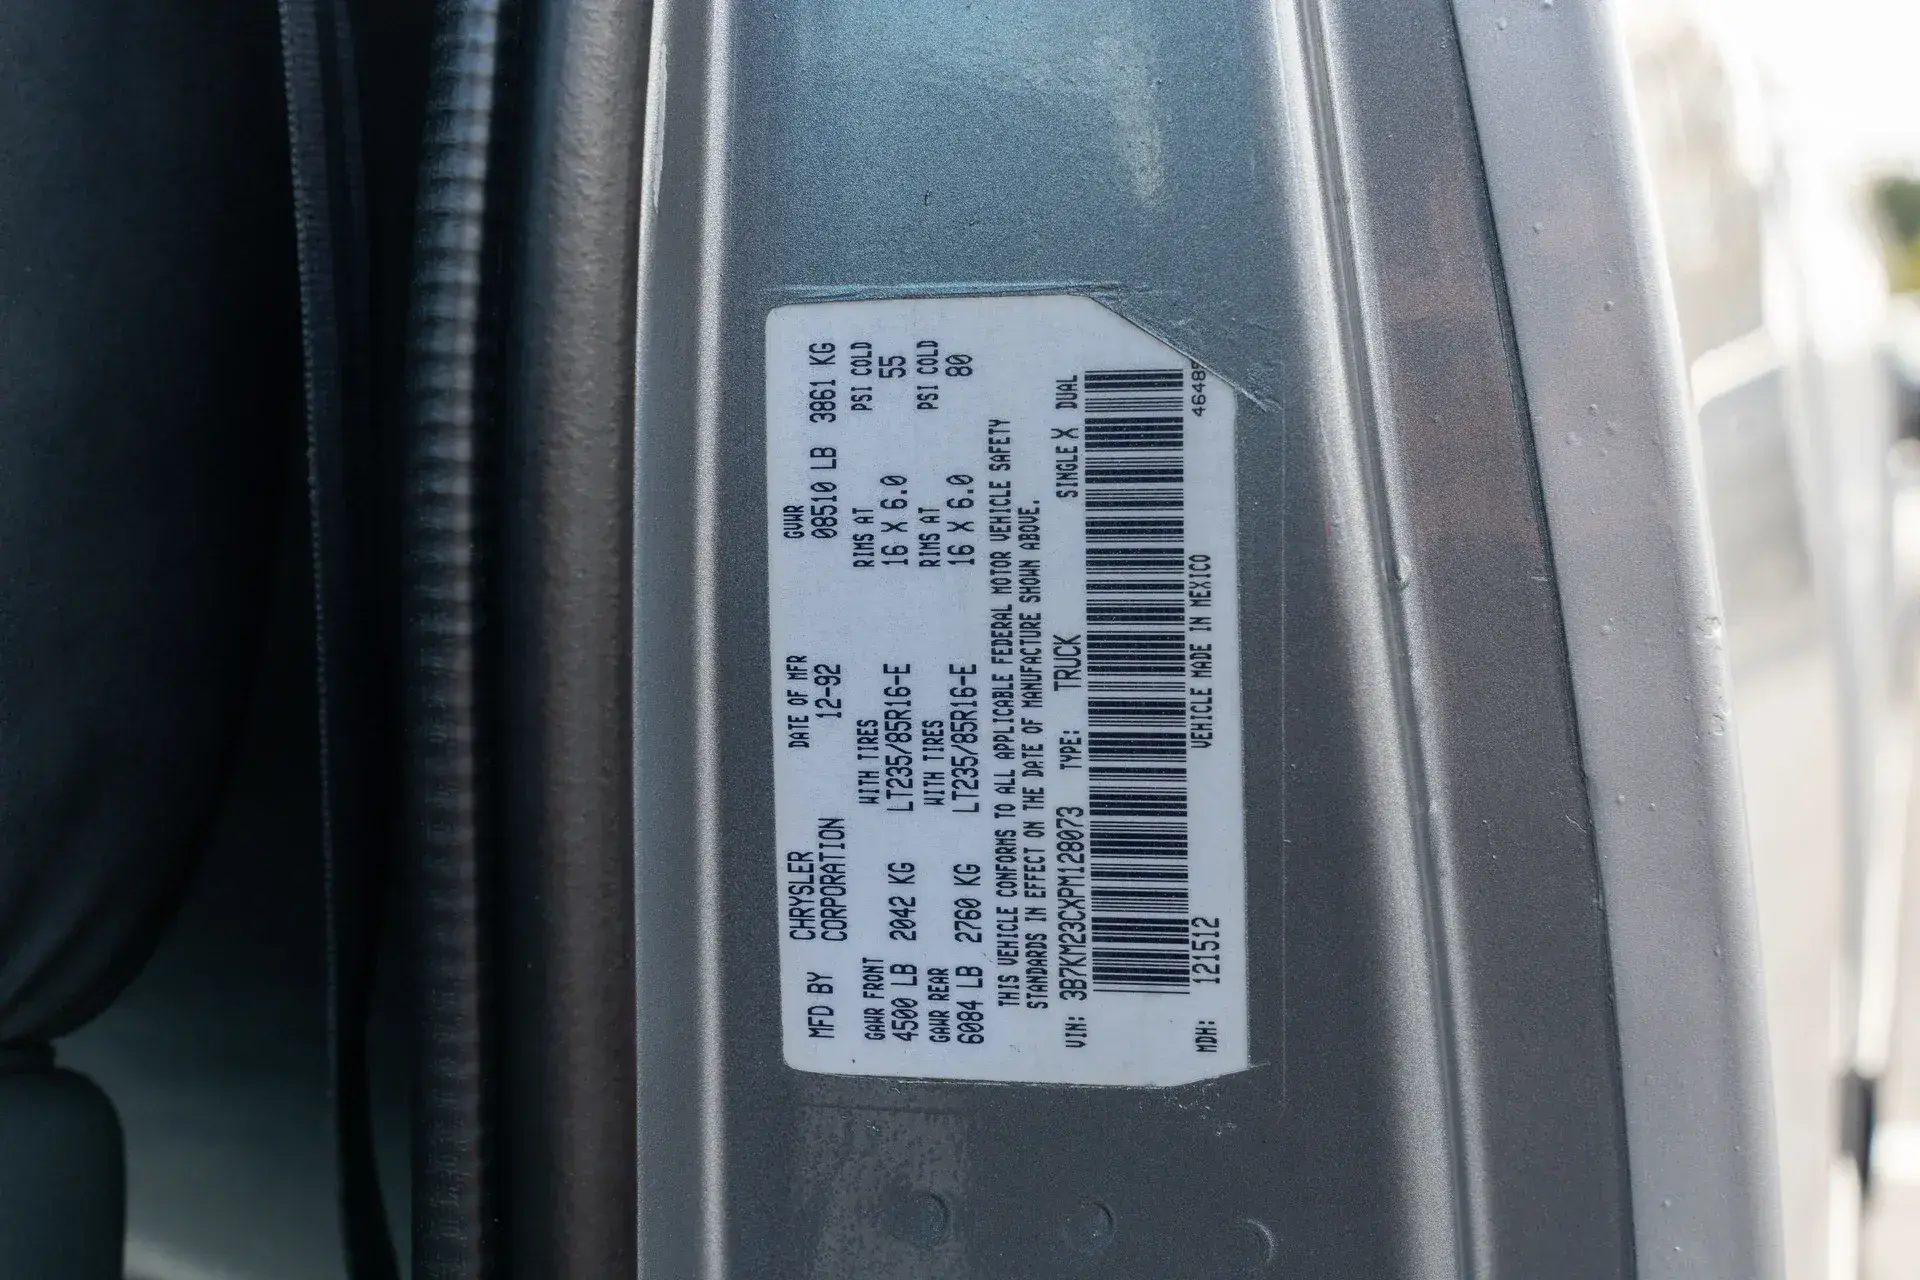 MFD BY CHRYSLER CORPORATION DATE OF MFR 12-92 GVWR 08510 LB 3861 KG
GAWR FRONT WITH TIRES RIMS AT PSI COLD
4500 LB 2042 KG LT235/85R16-E 16 X 6.0 55
GAWR REAR WITH TIRES RIMS AT PSI COLD
6084 LB 2760 KG LT235/85R16-E 16 X 6.0 80
THIS VEHICLE CONFORMS TO ALL APPLICABLE FEDERAL MOTOR VEHICLE SAFETY
STANDARDS IN EFFECT ON THE DATE OF MANUFACTURE SHOWN ABOVE.
VIN: 3B7KM23CXPM128073 TYPE: TRUCK SINGLE X DUAL
MDH: 121512 VEHICLE MADE IN MEXICO